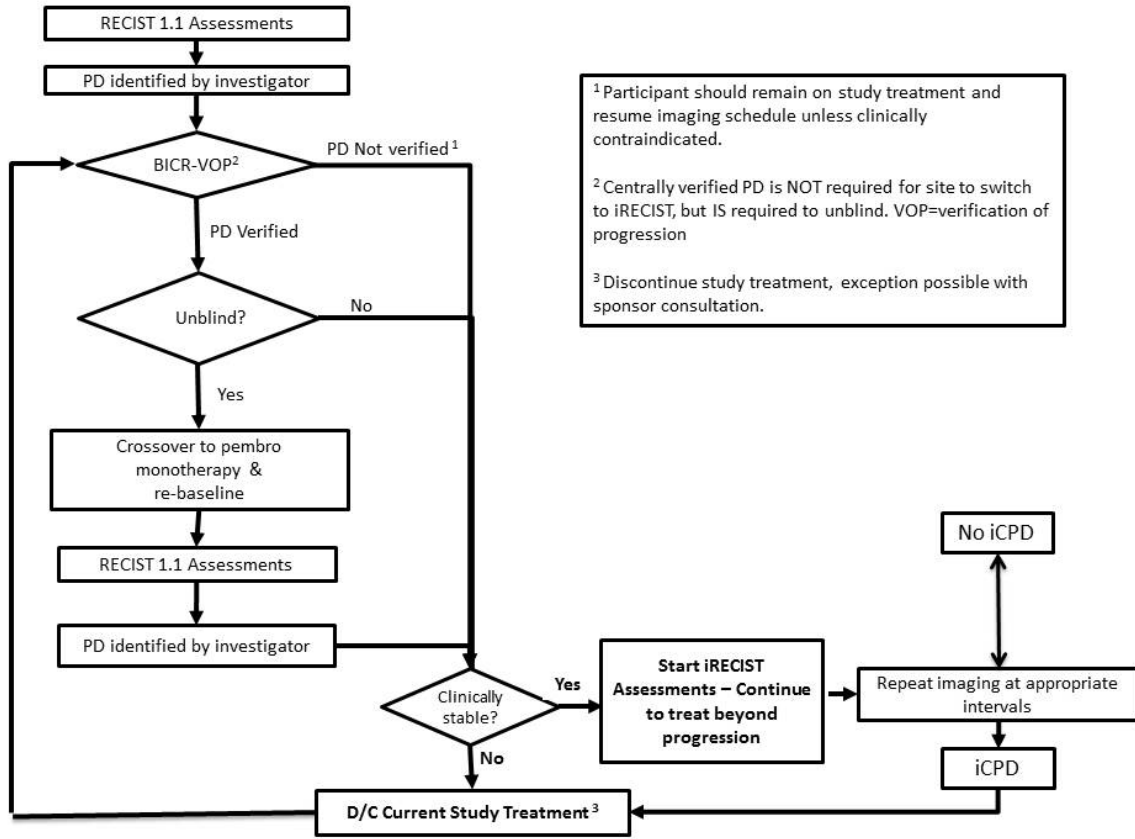 RECIST 1.1 Assessments
PD identified by investigator
BICR-VOP²
PD Not verified ¹
PD Verified
Unblind?
No
Yes
Crossover to pembro
monotherapy &
re-baseline
RECIST 1.1 Assessments
PD identified by investigator
¹ Participant should remain on study treatment and
resume imaging schedule unless clinically
contraindicated.
² Centrally verified PD is NOT required for site to switch
to iRECIST, but IS required to unblind. VOP=verification of
progression
³ Discontinue study treatment, exception possible with
sponsor consultation.
Clinically
stable?
Yes
No
Start iRECIST
Assessments – Continue
to treat beyond
progression
No iCPD
Repeat imaging at appropriate
intervals
iCPD
D/C Current Study Treatment ³